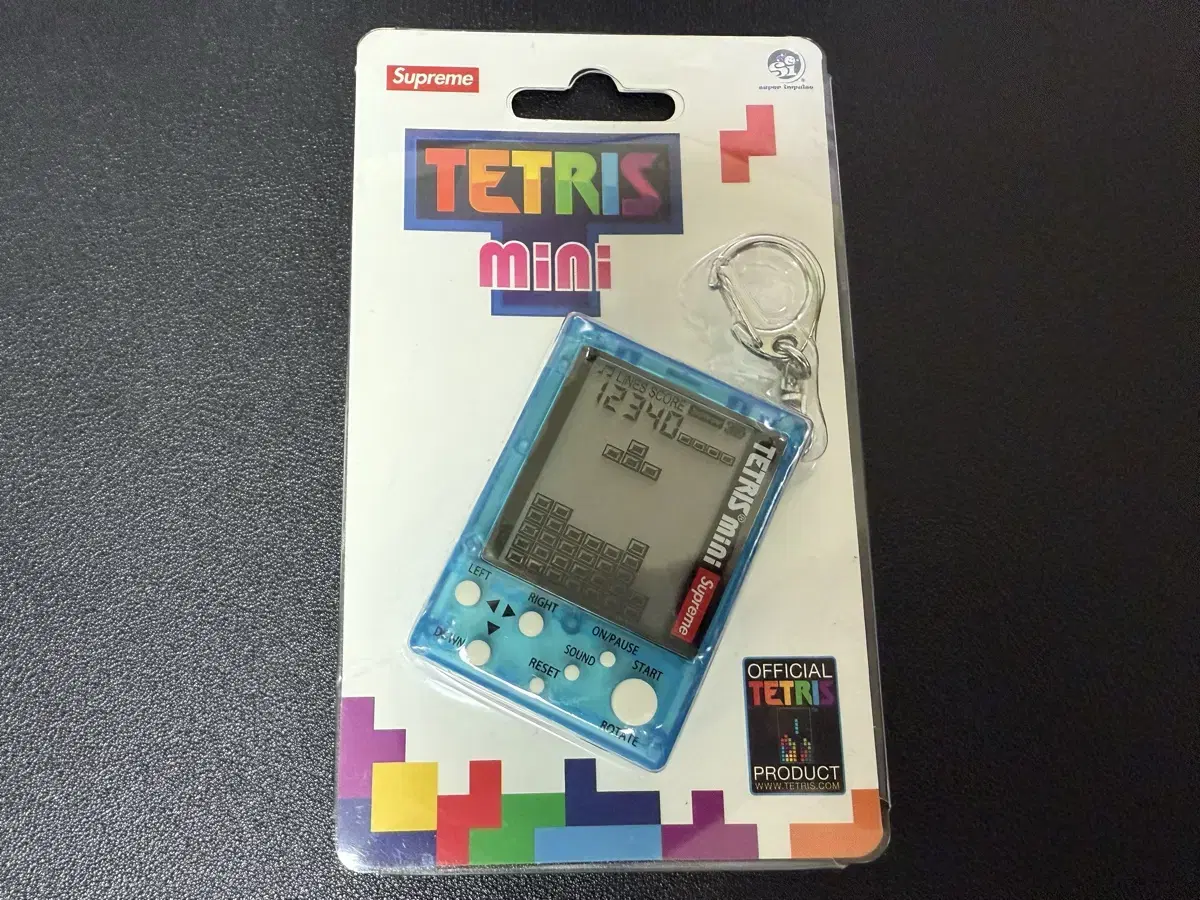 Supreme
super impulse
TETRIS
mini
LINES SCORE
12340
TETRIS® mini
Supreme
LEFT
RIGHT
DOWN
ON/PAUSE
SOUND
START
RESET
ROTATE
OFFICIAL
TETRIS
PRODUCT
WWW.TETRIS.COM